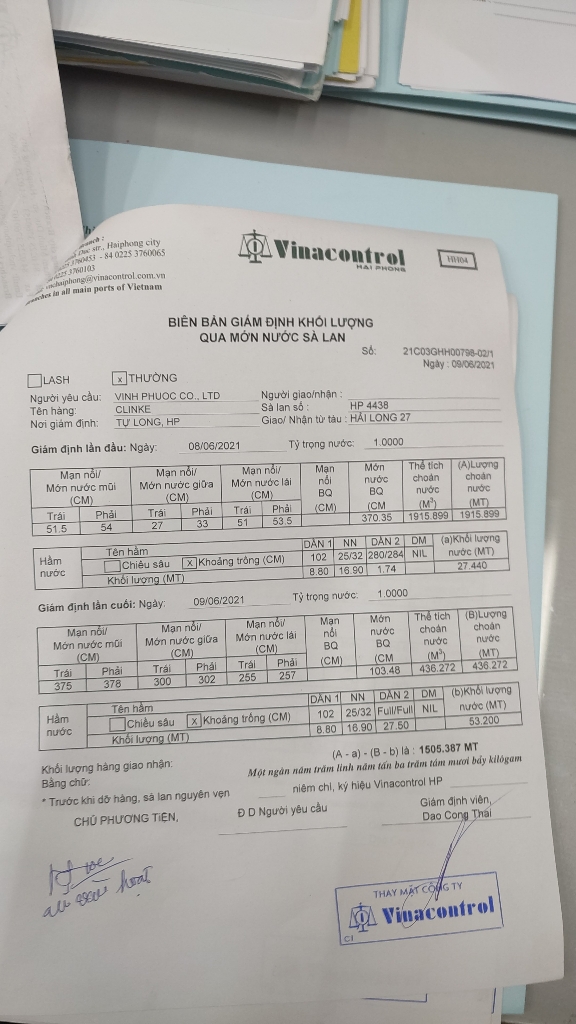 Duc str., Haiphong city
3760453 - 84 0225 3760065
0225 3760103
haiphong@vinacontrol.com.vn
in all main ports of Vietnam
Vinacontrol
HAI PHONG
HH04
BIÊN BẢN GIÁM ĐỊNH KHỐI LƯỢNG
QUA MỚN NƯỚC SÀ LAN
Số: 21C03GHH00798-02/1
Ngày : 09/06/2021
LASH x THƯỜNG
Người yêu cầu: VINH PHUOC CO., LTD Người giao/nhận :
Tên hàng: CLINKE Sà lan số : HP 4438
Nơi giám định: TỰ LONG, HP Giao/ Nhận từ tàu : HẢI LONG 27
Giám định lần đầu: Ngày: 08/06/2021 Tỷ trọng nước: 1.0000
Mạn nổi/ Mớn nước mũi (CM) Mạn nổi/ Mớn nước giữa (CM) Mạn nổi/ Mớn nước lái (CM) Mạn nổi BQ (CM) Mớn nước BQ (CM Thể tích choán nước (M³) (A)Lượng choán nước (MT)
Trái Phải Trái Phải Trái Phải
51.5 54 27 33 51 53.5 370.35 1915.899 1915.899
Hầm nước Tên hầm DẰN 1 NN DẰN 2 DM (a)Khối lượng nước (MT)
Chiều sâu x Khoảng trống (CM) 102 25/32 280/284 NIL
Khối lượng (MT) 8.80 16.90 1.74 27.440
Giám định lần cuối: Ngày: 09/06/2021 Tỷ trọng nước: 1.0000
Mạn nổi/ Mớn nước mũi (CM) Mạn nổi/ Mớn nước giữa (CM) Mạn nổi/ Mớn nước lái (CM) Mạn nổi BQ (CM) Mớn nước BQ (CM Thể tích choán nước (M³) (B)Lượng choán nước (MT)
Trái Phải Trái Phải Trái Phải
375 378 300 302 255 257 103.48 436.272 436.272
Hầm nước Tên hầm DẰN 1 NN DẰN 2 DM (b)Khối lượng nước (MT)
Chiều sâu x Khoảng trống (CM) 102 25/32 Full/Full NIL
Khối lượng (MT) 8.80 16.90 27.50 53.200
Khối lượng hàng giao nhận: (A - a) - (B - b) là : 1505.387 MT
Bằng chữ: Một ngàn năm trăm linh năm tấn ba trăm tám mươi bảy kilôgam
* Trước khi dỡ hàng, sà lan nguyên vẹn niêm chì, ký hiệu Vinacontrol HP
CHỦ PHƯƠNG TIỆN, Đ D Người yêu cầu Giám định viên,
Dao Cong Thai
THAY MẶT CÔNG TY
Vinacontrol
C1